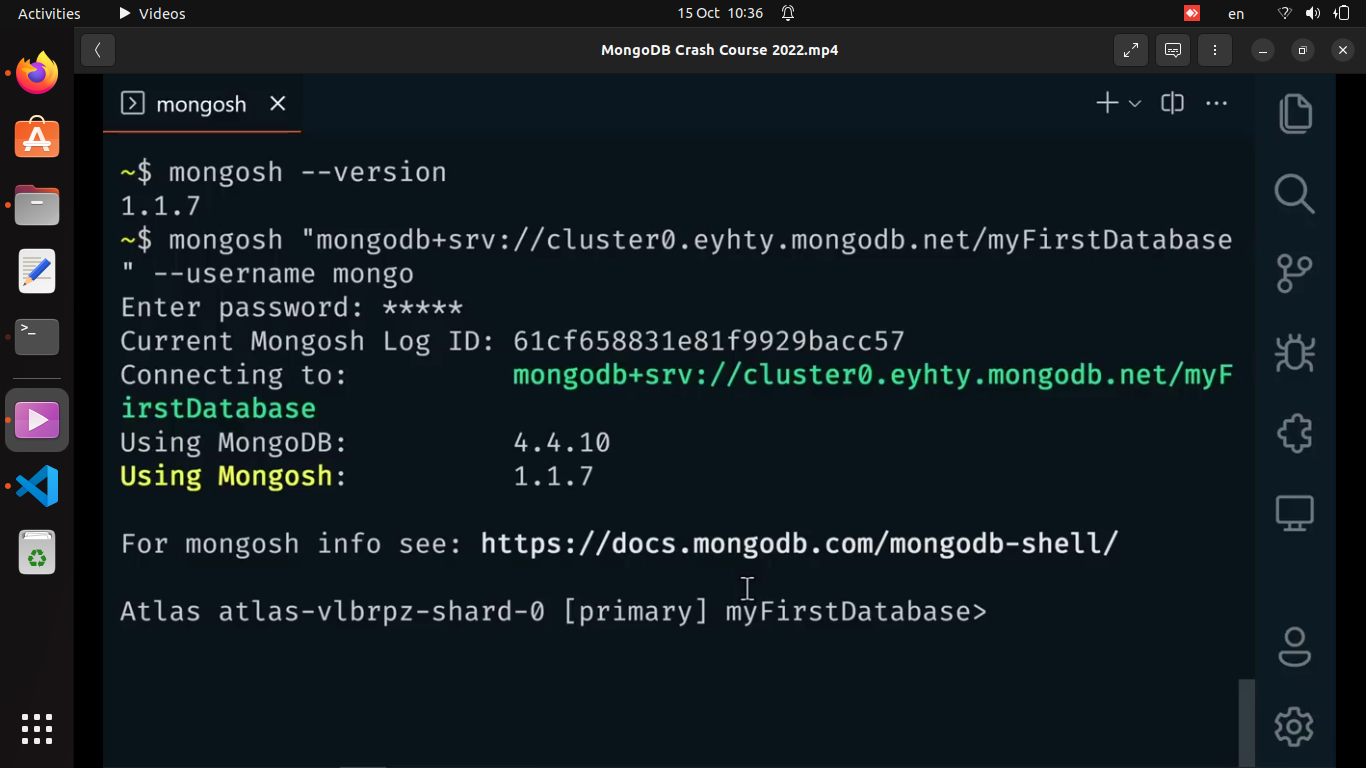 Activities
Videos
15 Oct 10:36
en
MongoDB Crash Course 2022.mp4
mongosh
~$ mongosh --version
1.1.7
~$ mongosh "mongodb+srv://cluster0.eyhty.mongodb.net/myFirstDatabase
" --username mongo
Enter password: *****
Current Mongosh Log ID: 61cf658831e81f9929bacc57
Connecting to: mongodb+srv://cluster0.eyhty.mongodb.net/myF
irstDatabase
Using MongoDB: 4.4.10
Using Mongosh: 1.1.7
For mongosh info see: https://docs.mongodb.com/mongodb-shell/
Atlas atlas-vlbrpz-shard-0 [primary] myFirstDatabase>